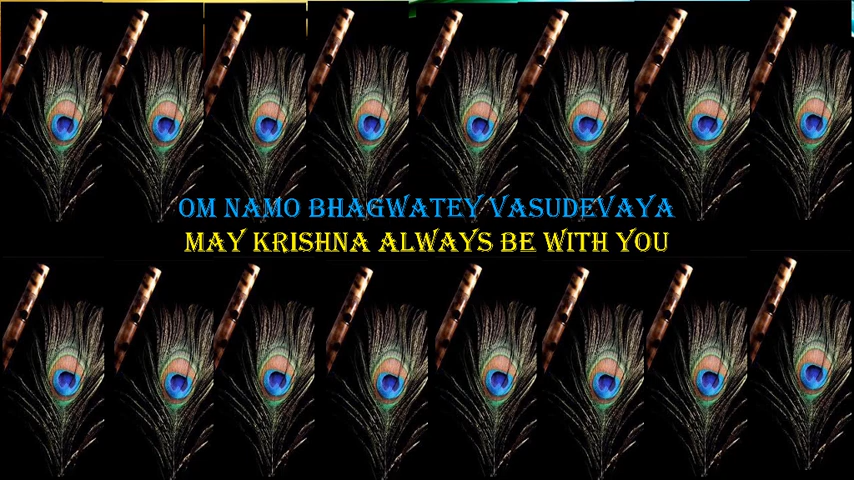 OM NAMO BHAGWATEY VASUDEVAYA
MAY KRISHNA ALWAYS BE WITH YOU